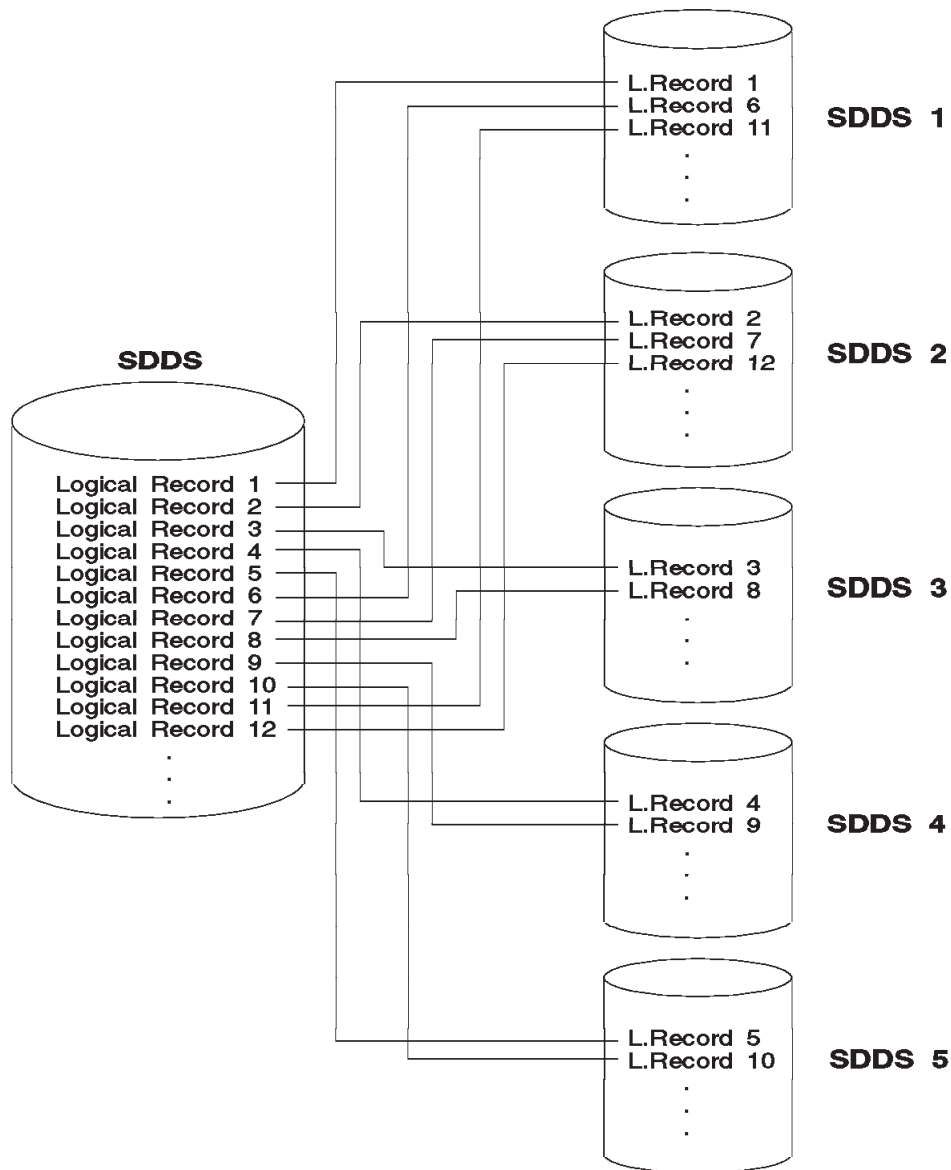 SDDS
Logical Record 1
Logical Record 2
Logical Record 3
Logical Record 4
Logical Record 5
Logical Record 6
Logical Record 7
Logical Record 8
Logical Record 9
Logical Record 10
Logical Record 11
Logical Record 12
L.Record 1
L.Record 6
L.Record 11
SDDS 1
L.Record 2
L.Record 7
L.Record 12
SDDS 2
L.Record 3
L.Record 8
SDDS 3
L.Record 4
L.Record 9
SDDS 4
L.Record 5
L.Record 10
SDDS 5